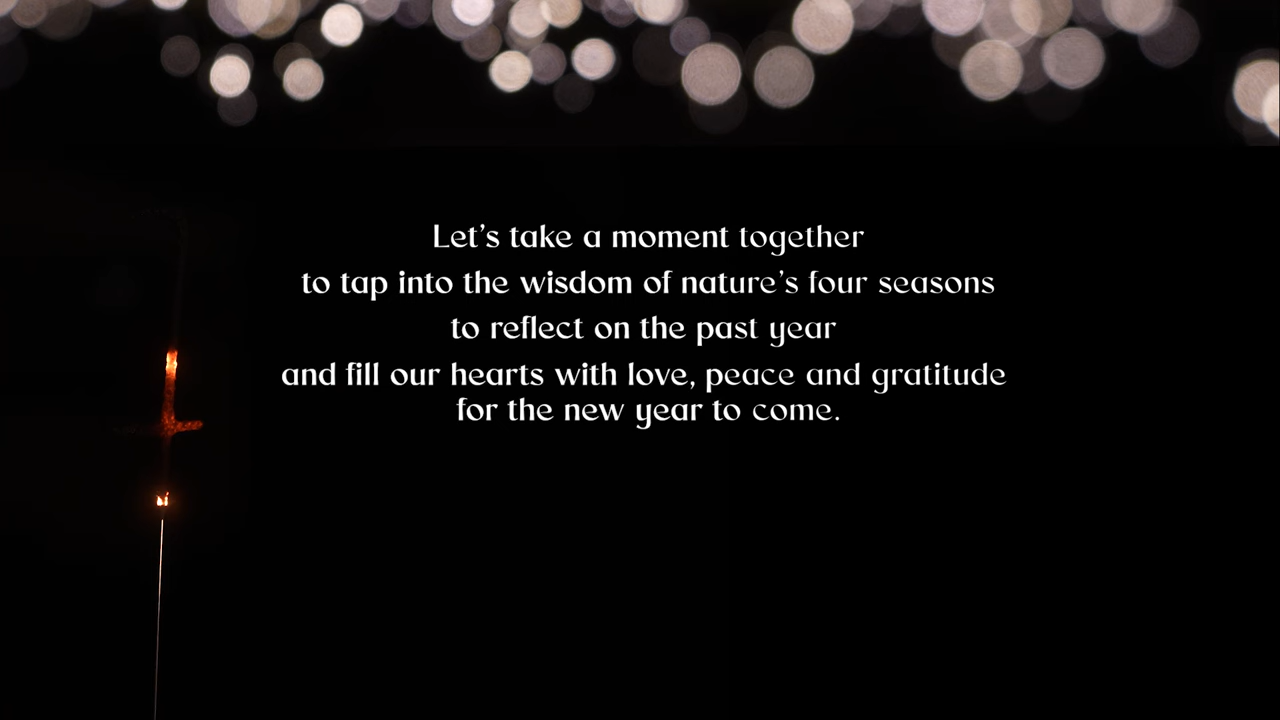 Let’s take a moment together
to tap into the wisdom of nature’s four seasons
to reflect on the past year
and fill our hearts with love, peace and gratitude
for the new year to come.